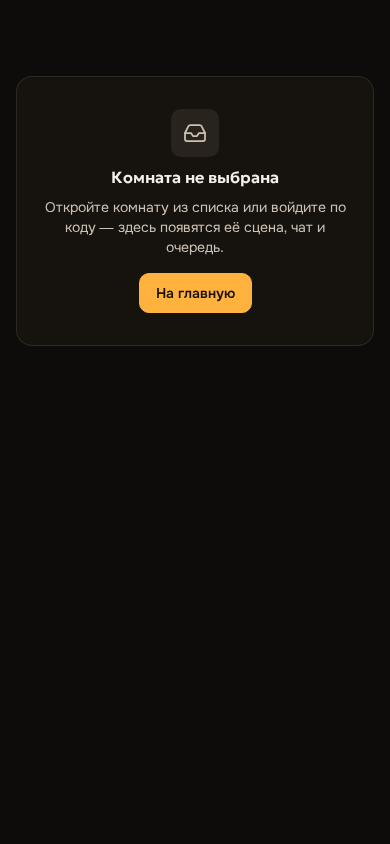 Комната не выбрана
Откройте комнату из списка или войдите по
коду — здесь появятся её сцена, чат и
очередь.
На главную